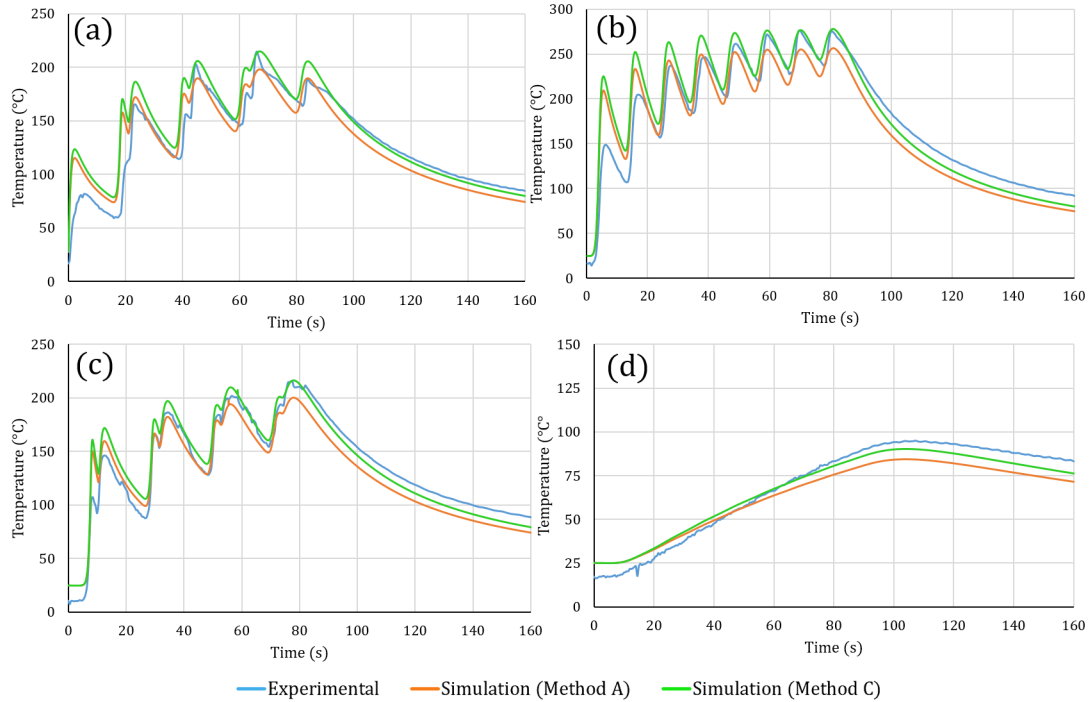 (a)
250
200
150
100
50
0
Temperature (°C)
0 20 40 60 80 100 120 140 160
Time (s)
(b)
300
250
200
150
100
50
0
Temperature (°C)
0 20 40 60 80 100 120 140 160
Time (s)
(c)
250
200
150
100
50
0
Temperature (°C)
0 20 40 60 80 100 120 140 160
Time (s)
(d)
150
125
100
75
50
25
0
Temperature (°C°
0 20 40 60 80 100 120 140 160
Time (s)
Experimental Simulation (Method A) Simulation (Method C)